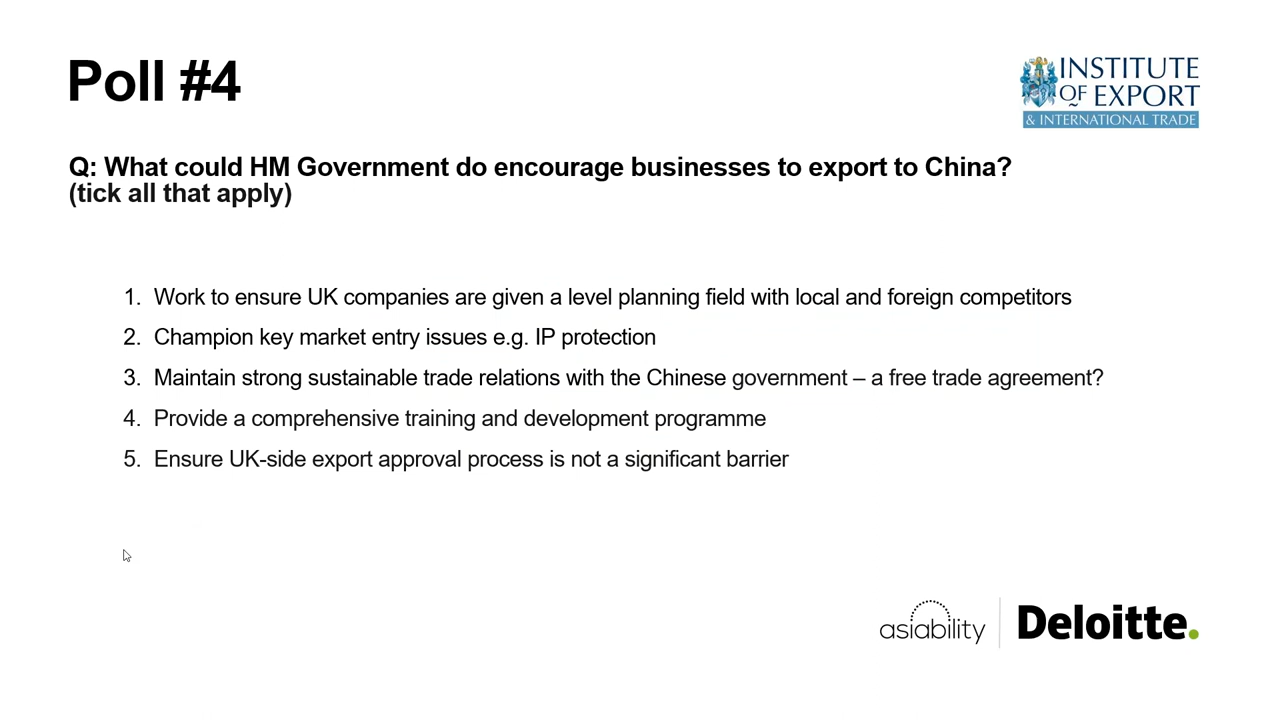 Poll #4
INSTITUTE
OF EXPORT
& INTERNATIONAL TRADE
Q: What could HM Government do encourage businesses to export to China?
(tick all that apply)
1. Work to ensure UK companies are given a level planning field with local and foreign competitors
2. Champion key market entry issues e.g. IP protection
3. Maintain strong sustainable trade relations with the Chinese government – a free trade agreement?
4. Provide a comprehensive training and development programme
5. Ensure UK-side export approval process is not a significant barrier
asiability
Deloitte.